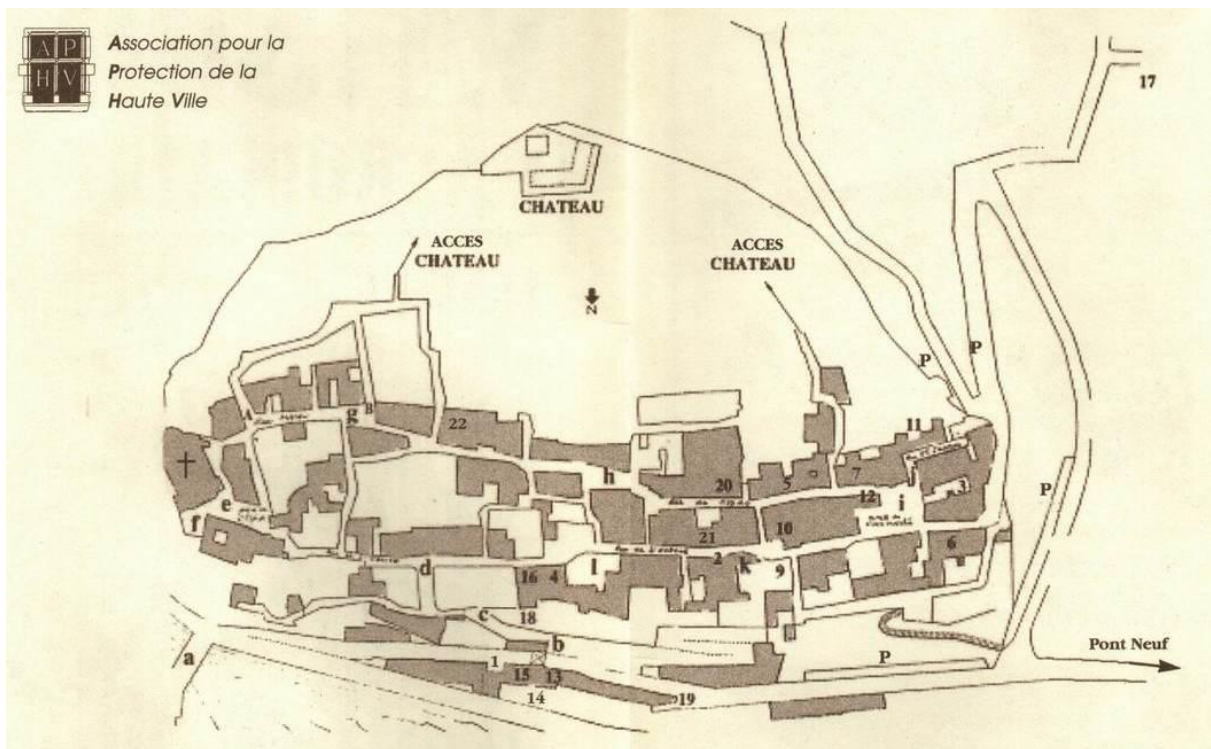 A P
H V
Association pour la
Protection de la
Haute Ville
17
CHATEAU
ACCES
CHATEAU
ACCES
CHATEAU
N
P
P
A
g
B
22
11
h
20
5
7
12
i
3
P
e
f
21
10
2
k
9
6
d
16
4
l
18
c
b
a
1
15
13
14
19
P
Pont Neuf